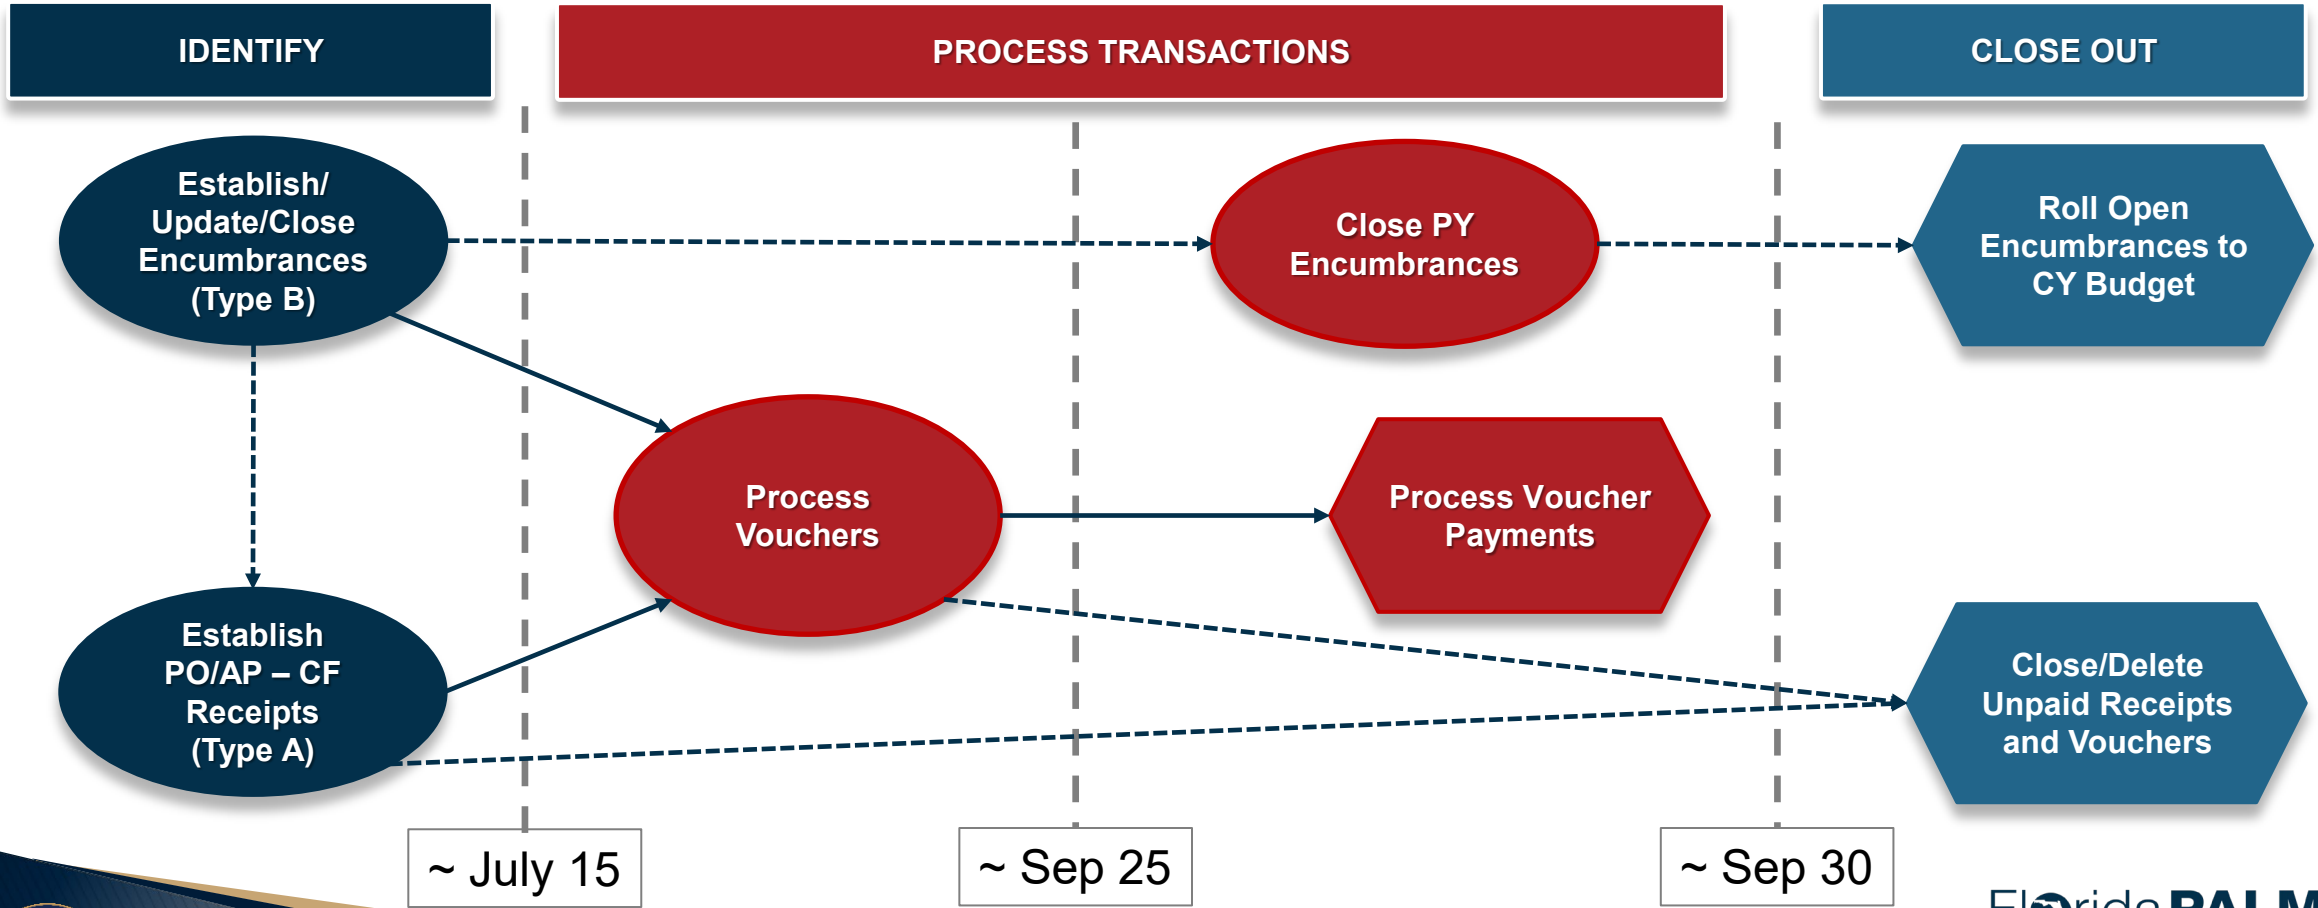 IDENTIFY
PROCESS TRANSACTIONS
CLOSE OUT
Establish/
Update/Close
Encumbrances
(Type B)
Close PY
Encumbrances
Roll Open
Encumbrances to
CY Budget
Process
Vouchers
Process Voucher
Payments
Establish
PO/AP – CF
Receipts
(Type A)
Close/Delete
Unpaid Receipts
and Vouchers
~ July 15
~ Sep 25
~ Sep 30
Florida PALM